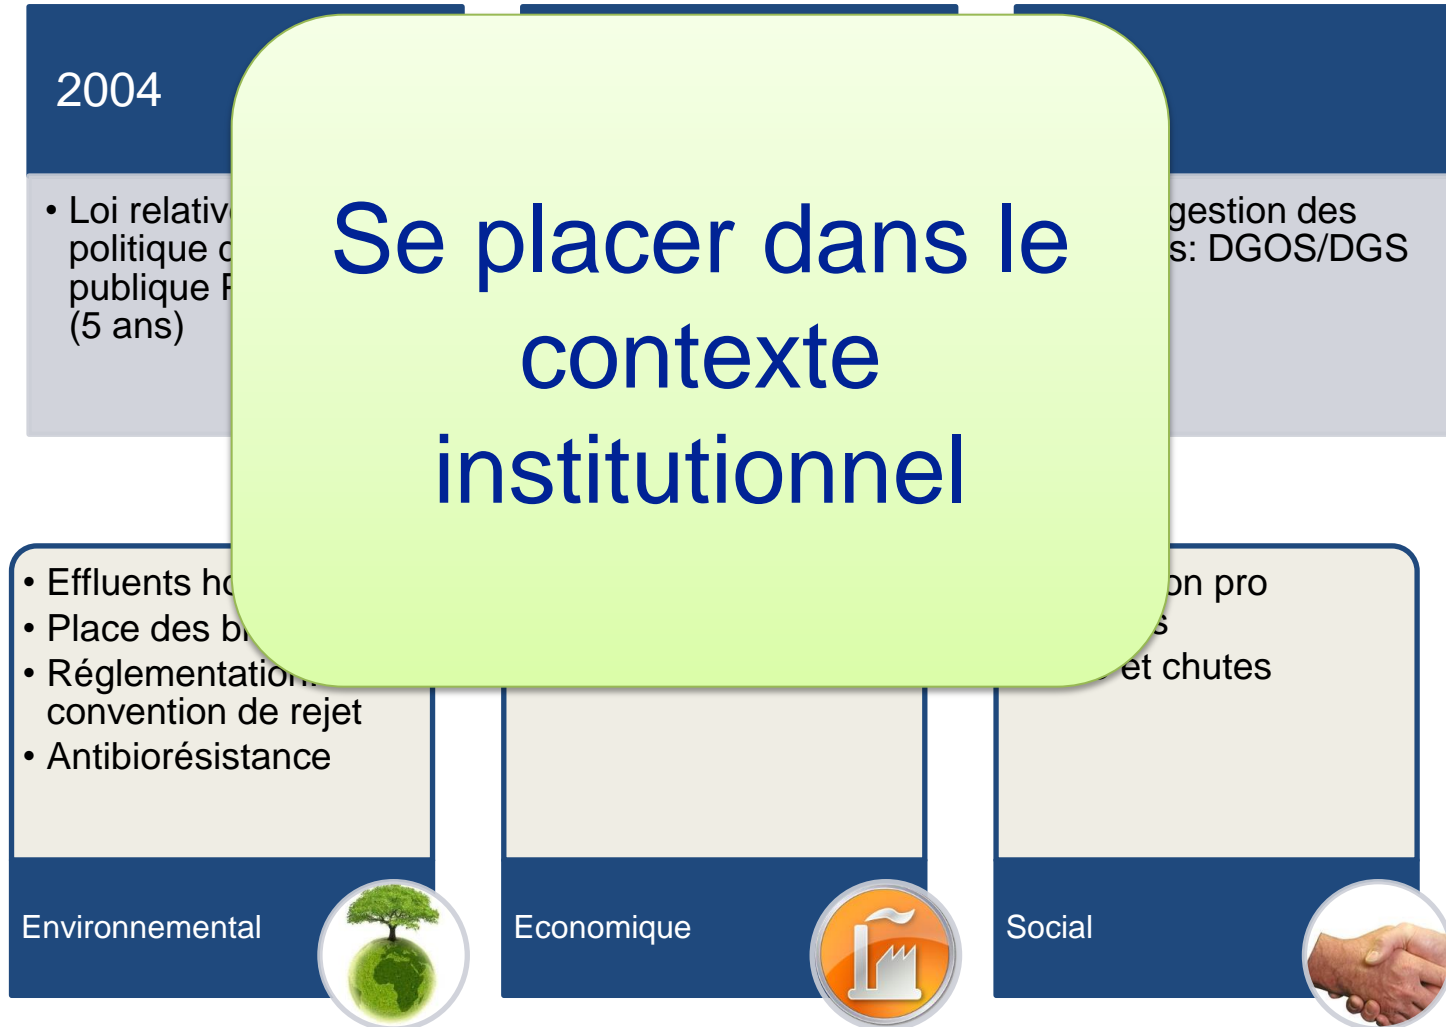 2004
• Loi relative
politique
publique
(5 ans)
Se placer dans le
contexte
institutionnel
gestion des
s: DGOS/DGS
• Effluents
• Place des
• Réglementation
convention de rejet
• Antibiorésistance
on pro
s
et chutes
Environnemental
Economique
Social